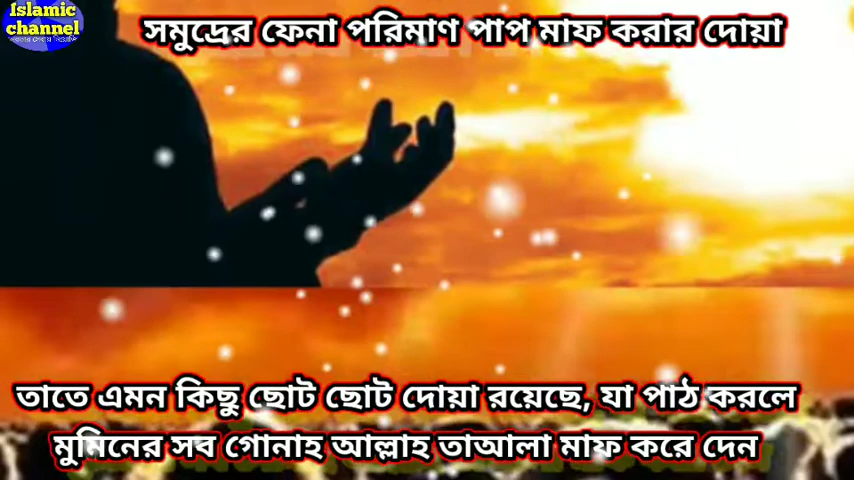 Islamic
channel
সমুদ্রের ফেনা পরিমাণ পাপ মাফ করার দোয়া
তাতে এমন কিছু ছোট ছোট দোয়া রয়েছে, যা পাঠ করলে
মুমিনের সব গোনাহ আল্লাহ তাআলা মাফ করে দেন